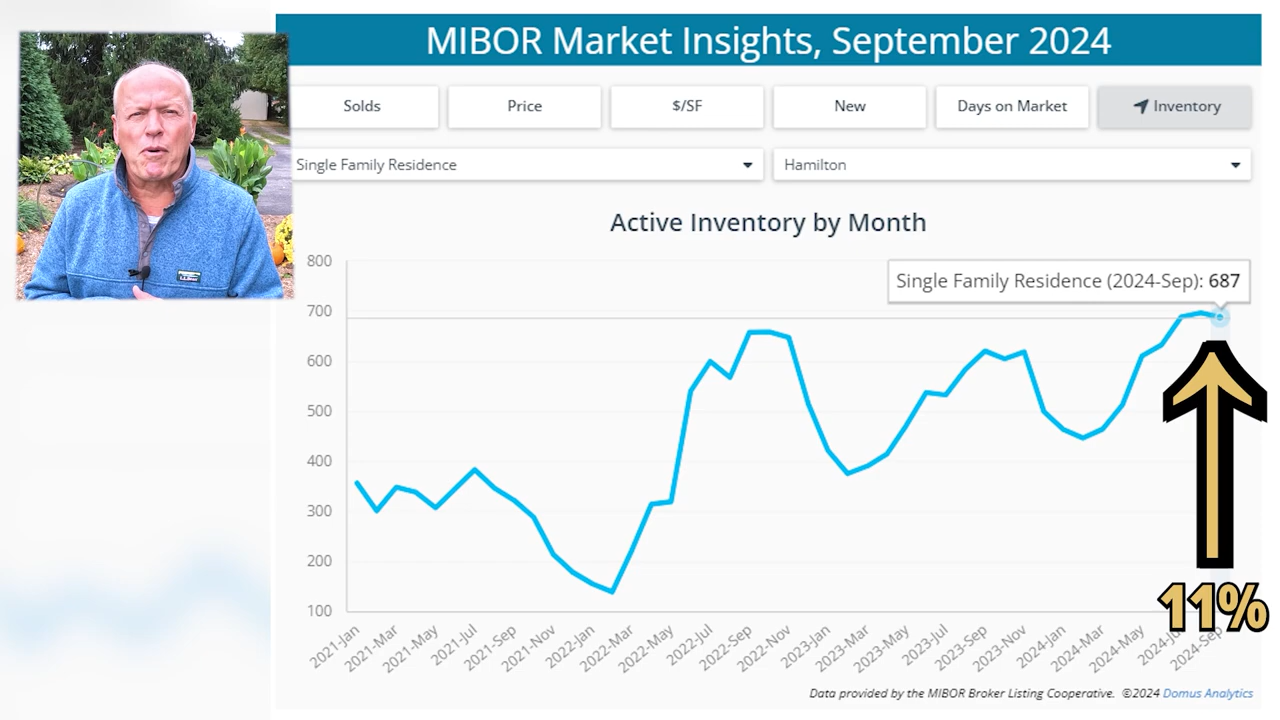 MIBOR Market Insights, September 2024
Solds
Price
$/SF
New
Days on Market
Inventory
Single Family Residence
Hamilton
Active Inventory by Month
Single Family Residence (2024-Sep): 687
800
700
600
500
400
300
200
100
11%
2021-Jan
2021-Mar
2021-May
2021-Jul
2021-Sep
2021-Nov
2022-Jan
2022-Mar
2022-May
2022-Jul
2022-Sep
2022-Nov
2023-Jan
2023-Mar
2023-May
2023-Jul
2023-Sep
2023-Nov
2024-Jan
2024-Mar
2024-May
2024-Sep
Data provided by the MIBOR Broker Listing Cooperative. ©2024 Domus Analytics